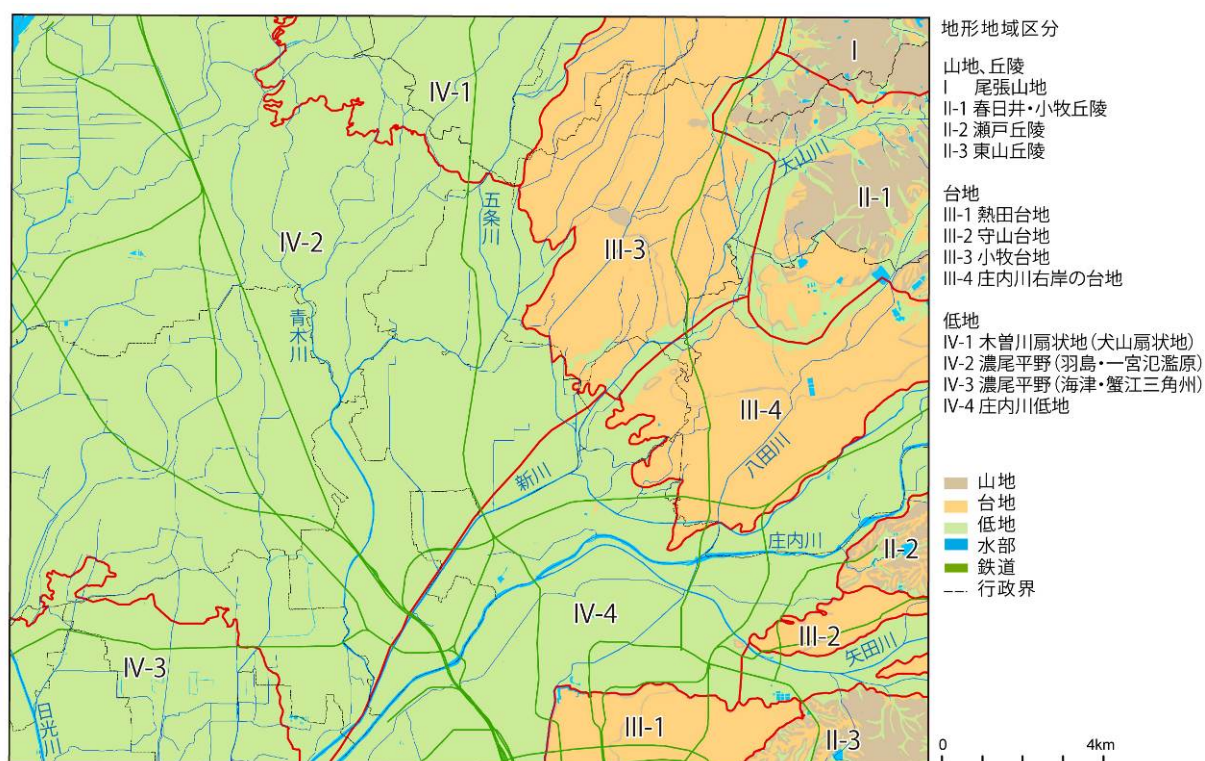 I
IV-1
大山川
II-1
五条川
IV-2
III-3
青木川
III-4
八田川
新川
庄内川
II-2
IV-4
III-2
矢田川
IV-3
日光川
III-1
II-3
地形地域区分
山地、丘陵
I 尾張山地
II-1 春日井・小牧丘陵
II-2 瀬戸丘陵
II-3 東山丘陵
台地
III-1 熱田台地
III-2 守山台地
III-3 小牧台地
III-4 庄内川右岸の台地
低地
IV-1 木曽川扇状地(犬山扇状地)
IV-2 濃尾平野(羽島・一宮氾濫原)
IV-3 濃尾平野(海津・蟹江三角州)
IV-4 庄内川低地
山地
台地
低地
水部
鉄道
行政界
0 4km